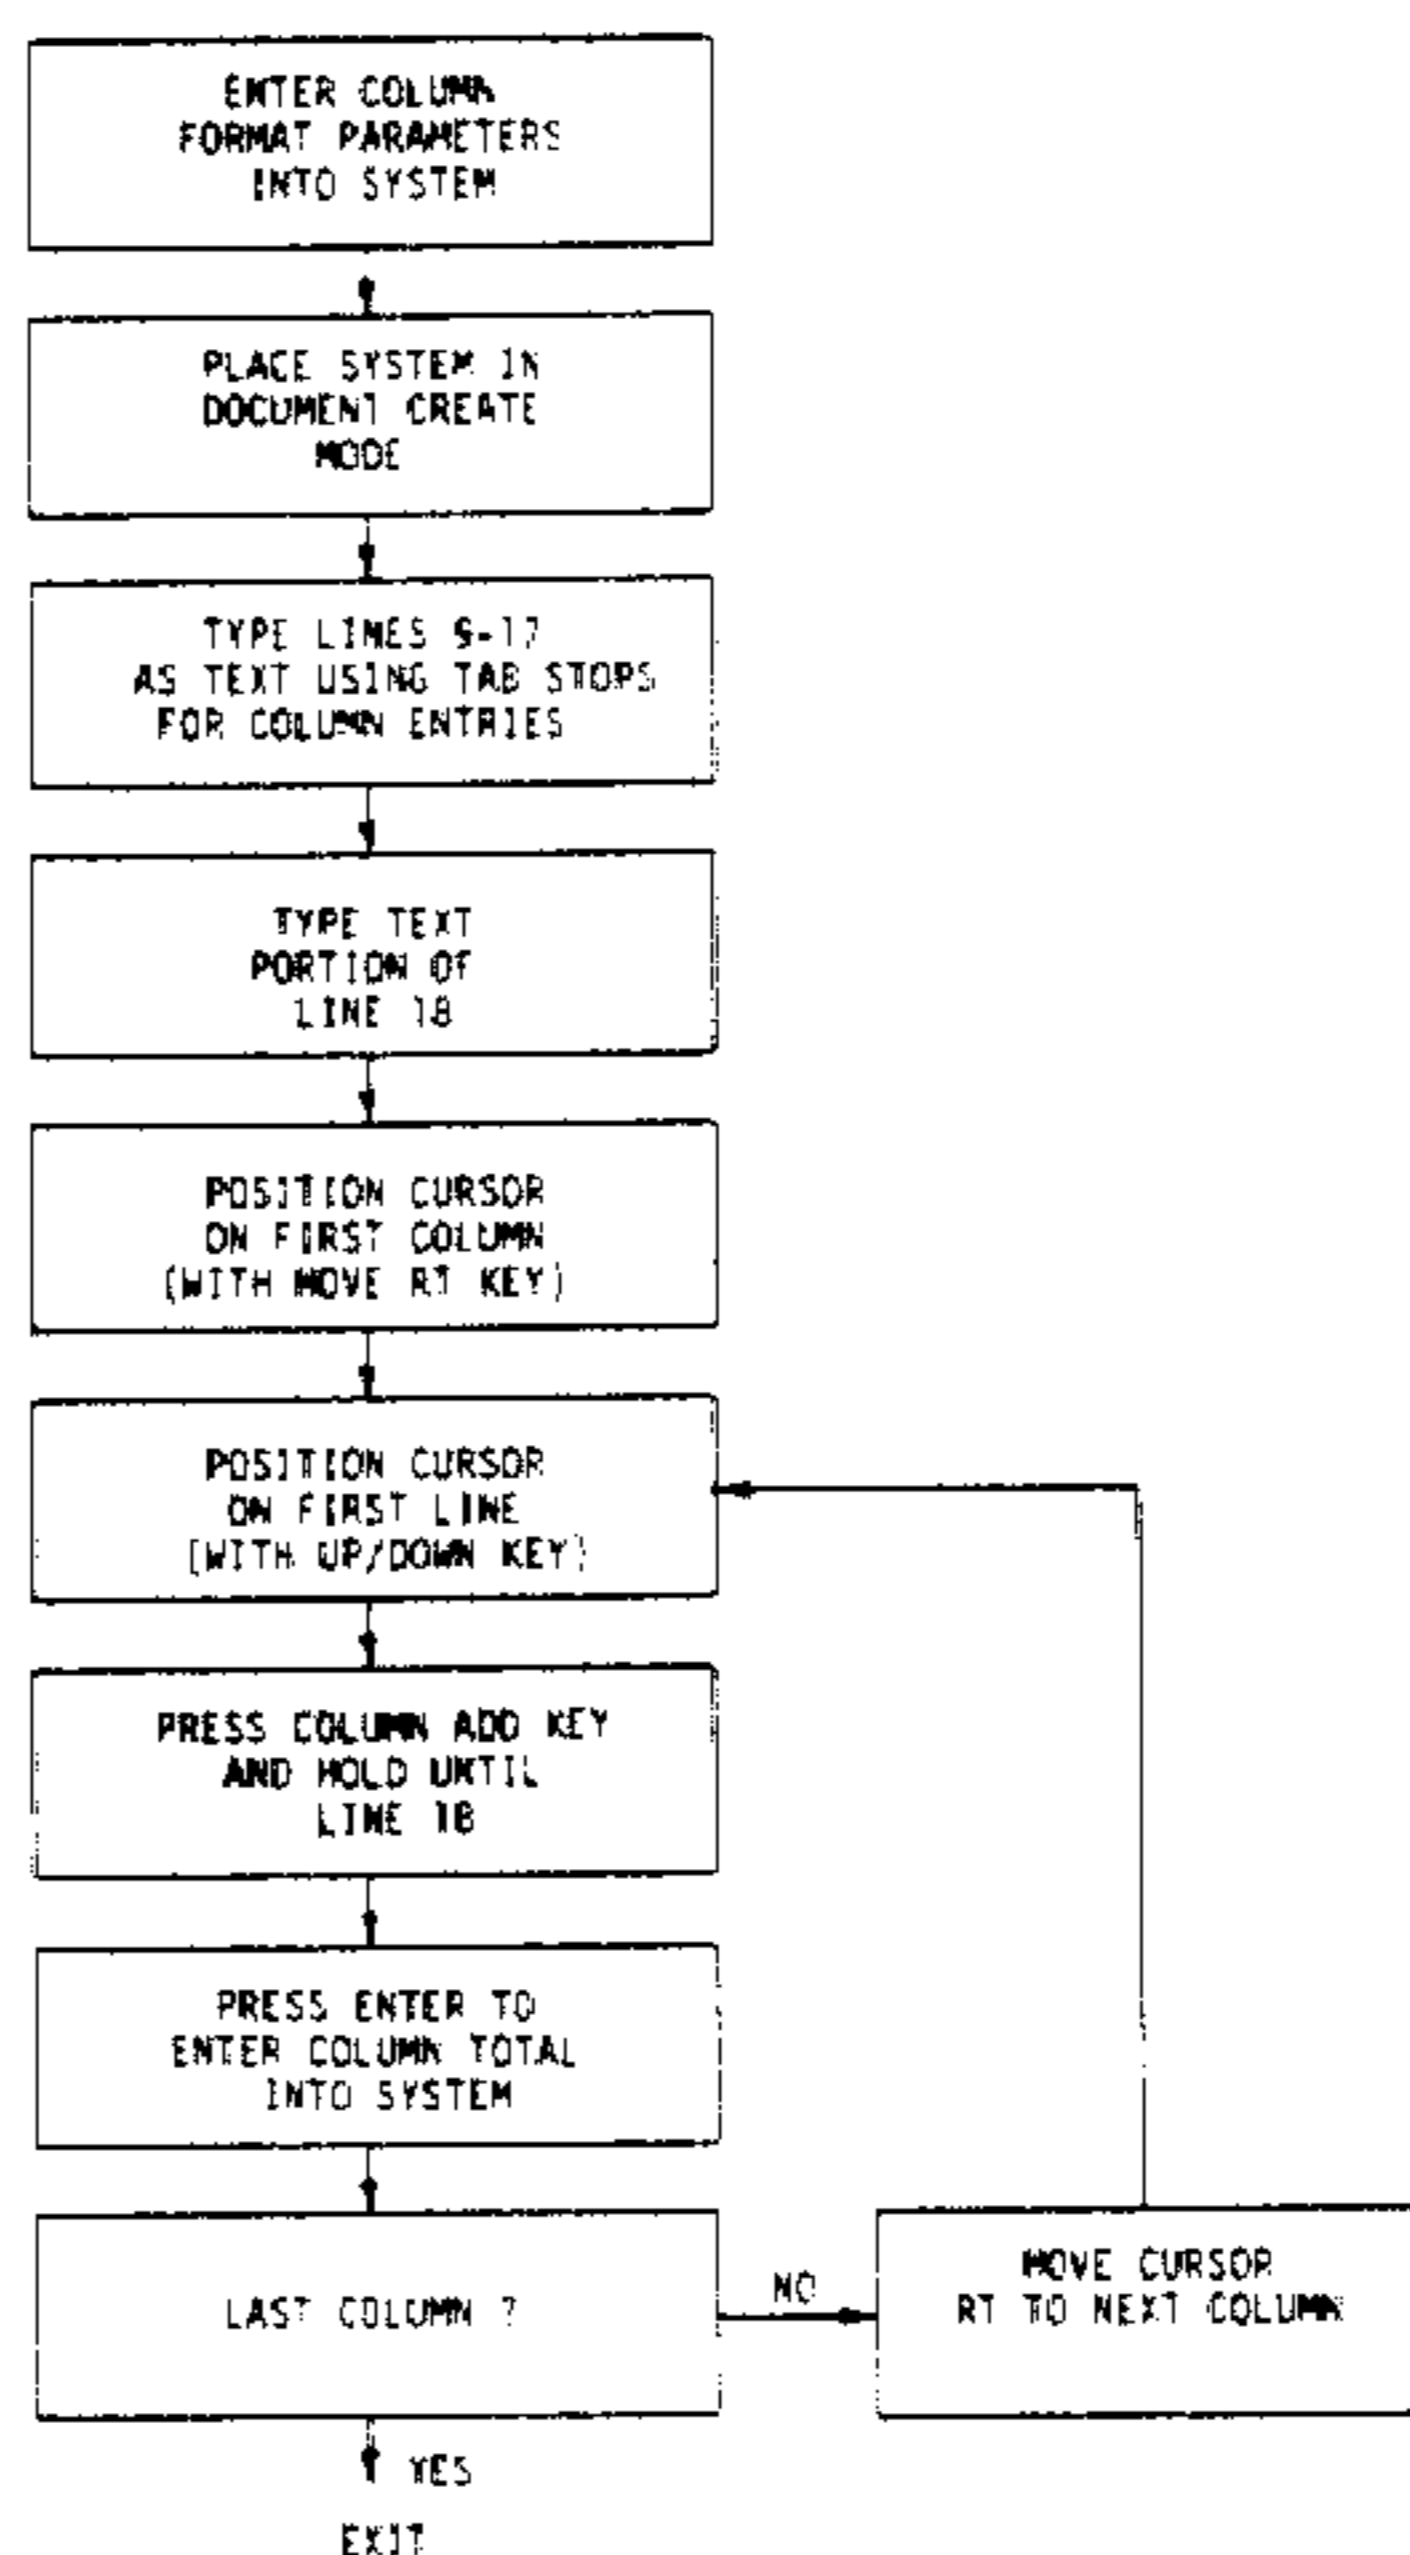 ENTER COLUMN
FORMAT PARAMETERS
INTO SYSTEM
PLACE SYSTEM IN
DOCUMENT CREATE
MODE
TYPE LINES 9-17
AS TEXT USING TAB STOPS
FOR COLUMN ENTRIES
TYPE TEXT
PORTION OF
LINE 18
POSITION CURSOR
ON FIRST COLUMN
(WITH MOVE RT KEY)
POSITION CURSOR
ON FIRST LINE
(WITH UP/DOWN KEY)
PRESS COLUMN ADD KEY
AND HOLD UNTIL
LINE 18
PRESS ENTER TO
ENTER COLUMN TOTAL
INTO SYSTEM
LAST COLUMN ?
NO
MOVE CURSOR
RT TO NEXT COLUMN
YES
EXIT